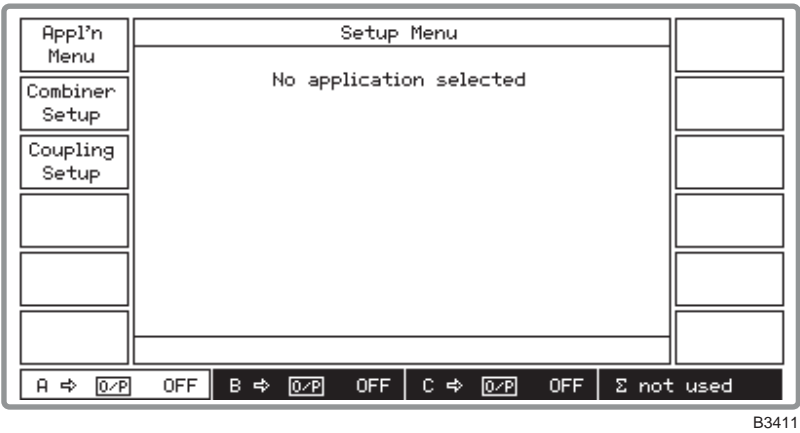 Appl'n
Menu
Setup Menu
No application selected
Combiner
Setup
Coupling
Setup
A ⇨ O/P OFF B ⇨ O/P OFF C ⇨ O/P OFF Σ not used
B3411